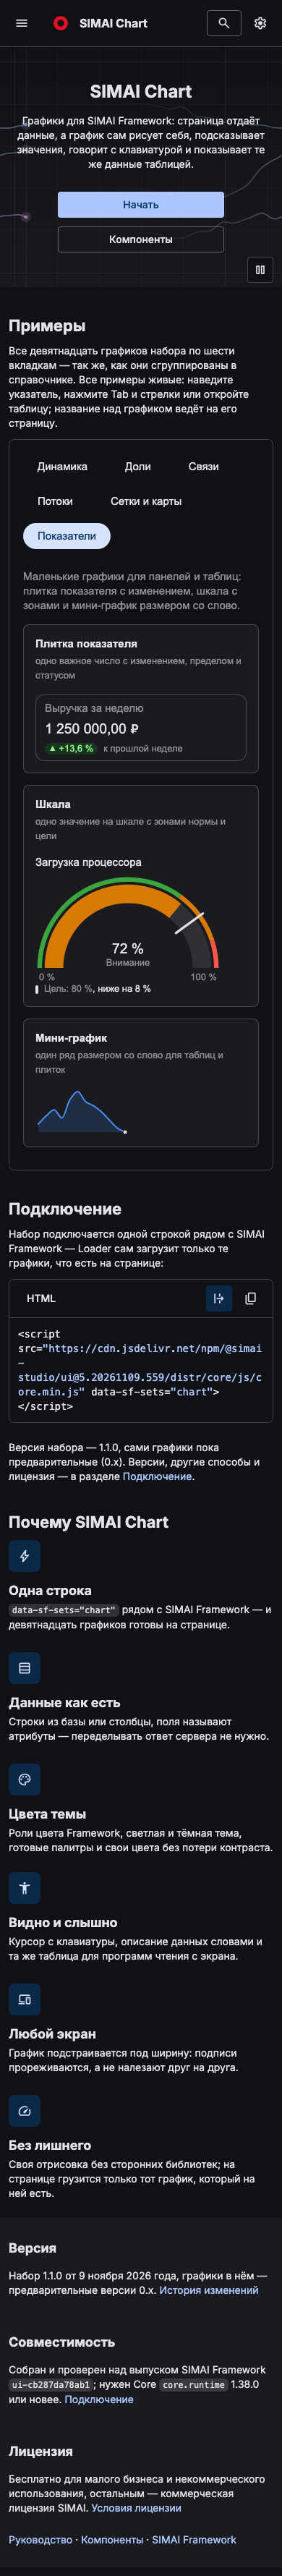 SIMAI Chart
SIMAI Chart
Графики для SIMAI Framework: страница отдаёт
данные, а график сам рисует себя, подсказывает
значения, говорит с клавиатурой и показывает те
же данные таблицей.
Начать
Компоненты
Примеры
Все девятнадцать графиков набора по шести
вкладкам — так же, как они сгруппированы в
справочнике. Все примеры живые: наведите
указатель, нажмите Tab и стрелки или откройте
таблицу; название над графиком ведёт на его
страницу.
Динамика
Доли
Связи
Потоки
Сетки и карты
Показатели
Маленькие графики для панелей и таблиц:
плитка показателя с изменением, шкала с
зонами и мини-график размером со слово.
Плитка показателя
одно важное число с изменением, пределом и
статусом
Выручка за неделю
1 250 000,00 ₽
▲ +13,6 % к прошлой неделе
Шкала
одно значение на шкале с зонами нормы и
цели
Загрузка процессора
72 %
Внимание
0 %
100 %
Цель: 80 %, ниже на 8 %
Мини-график
один ряд размером со слово для таблиц и
плиток
Подключение
Набор подключается одной строкой рядом с SIMAI
Framework — Loader сам загрузит только те
графики, что есть на странице:
HTML
<script
src="https://cdn.jsdelivr.net/npm/@simai
-
studio/ui@5.20261109.559/distr/core/js/c
ore.min.js" data-sf-sets="chart">
</script>
Версия набора — 1.1.0, сами графики пока
предварительные (0.x). Версии, другие способы и
лицензия — в разделе Подключение.
Почему SIMAI Chart
Одна строка
data-sf-sets="chart" рядом с SIMAI Framework — и
девятнадцать графиков готовы на странице.
Данные как есть
Строки из базы или столбцы, поля называют
атрибуты — переделывать ответ сервера не нужно.
Цвета темы
Роли цвета Framework, светлая и тёмная тема,
готовые палитры и свои цвета без потери контраста.
Видно и слышно
Курсор с клавиатуры, описание данных словами и
та же таблица для программ чтения с экрана.
Любой экран
График подстраивается под ширину: подписи
прореживаются, а не налезают друг на друга.
Без лишнего
Своя отрисовка без сторонних библиотек; на
странице грузится только тот график, который на
ней есть.
Версия
Набор 1.1.0 от 9 ноября 2026 года, графики в нём —
предварительные версии 0.x. История изменений
Совместимость
Собран и проверен над выпуском SIMAI Framework
ui-cb287da78ab1; нужен Core core.runtime 1.38.0
или новее. Подключение
Лицензия
Бесплатно для малого бизнеса и некоммерческого
использования, остальным — коммерческая
лицензия SIMAI. Условия лицензии
Руководство · Компоненты · SIMAI Framework